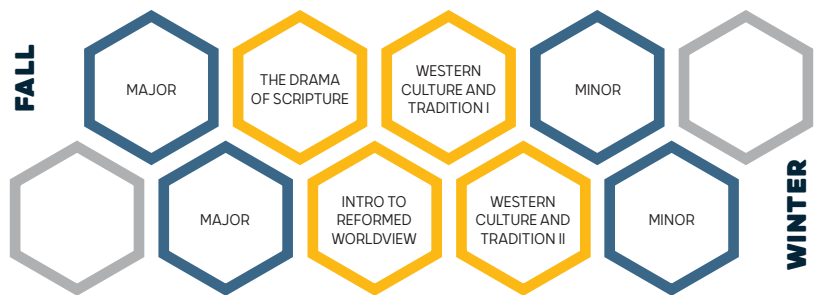 FALL
MAJOR
THE DRAMA
OF SCRIPTURE
WESTERN
CULTURE AND
TRADITION I
MINOR
MAJOR
INTRO TO
REFORMED
WORLDVIEW
WESTERN
CULTURE AND
TRADITION II
MINOR
WINTER